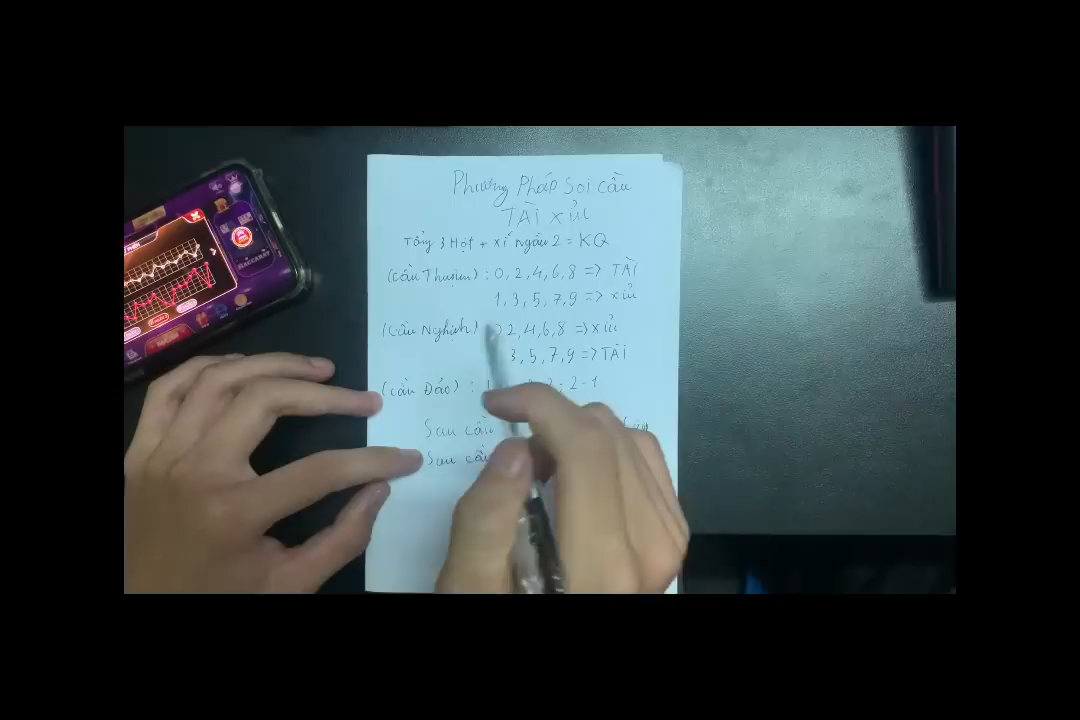 Phương Pháp Soi cầu
TÀI XỈU
Tổng 3 Hột + xí ngầu 2 = KQ
(Cầu Thuận) : 0, 2, 4, 6, 8 => TÀI
1, 3, 5, 7, 9 => xỉu
(Cầu Nghịch) 0 2, 4, 6, 8 => xỉu
3, 5, 7, 9 => TÀI
(Cầu Đảo) : 2 - 1
Sau cầu
Sau cầu
BACCARAT